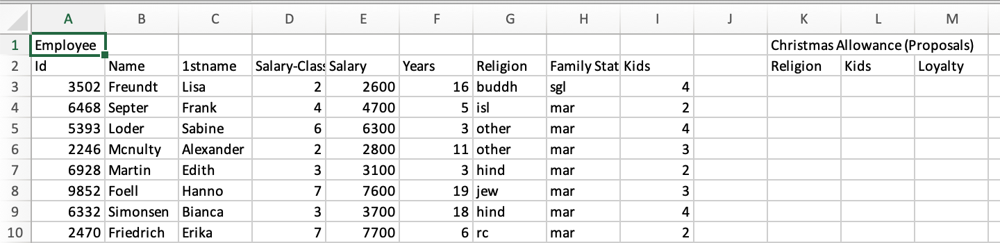 A B C D E F G H I J K L M
1 Employee Christmas Allowance (Proposals)
2 Id Name 1stname Salary-Clas Salary Years Religion Family Stat Kids Religion Kids Loyalty
3 3502 Freundt Lisa 2 2600 16 buddh sgl 4
4 6468 Septer Frank 4 4700 5 isl mar 2
5 5393 Loder Sabine 6 6300 3 other mar 4
6 2246 Mcnulty Alexander 2 2800 11 other mar 3
7 6928 Martin Edith 3 3100 3 hind mar 2
8 9852 Foell Hanno 7 7600 19 jew mar 3
9 6332 Simonsen Bianca 3 3700 18 hind mar 4
10 2470 Friedrich Erika 7 7700 6 rc mar 2